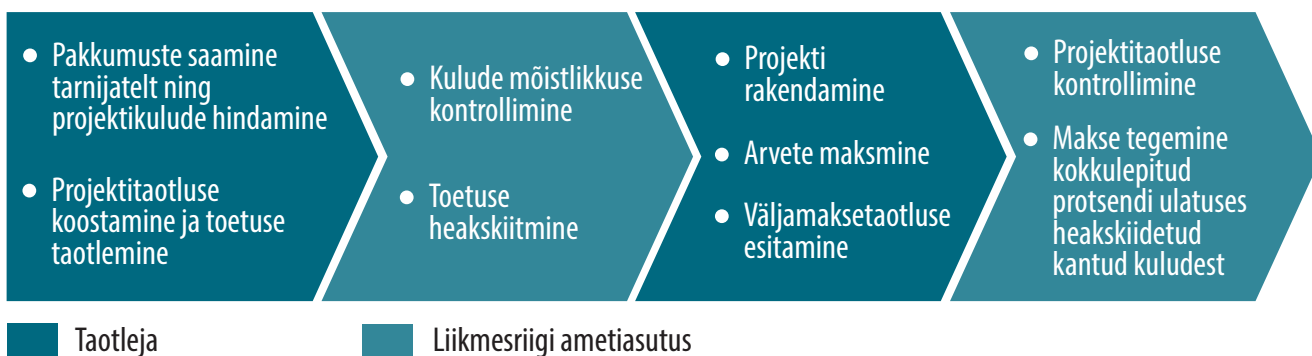 Pakkumuste saamine
tarnijatelt ning
projektikulude hindamine
Projektitaotluse
koostamine ja toetuse
taotlemine
Kulude mõistlikkuse
kontrollimine
Toetuse
heakskiitmine
Projekti
rakendamine
Arvete maksmine
Väljamaksetaotluse
esitamine
Projektitaotluse
kontrollimine
Makse tegemine
kokkulepitud
protsendi ulatuses
heakskiidetud
kantud kuludest
Taotleja
Liikmesriigi ametiasutus